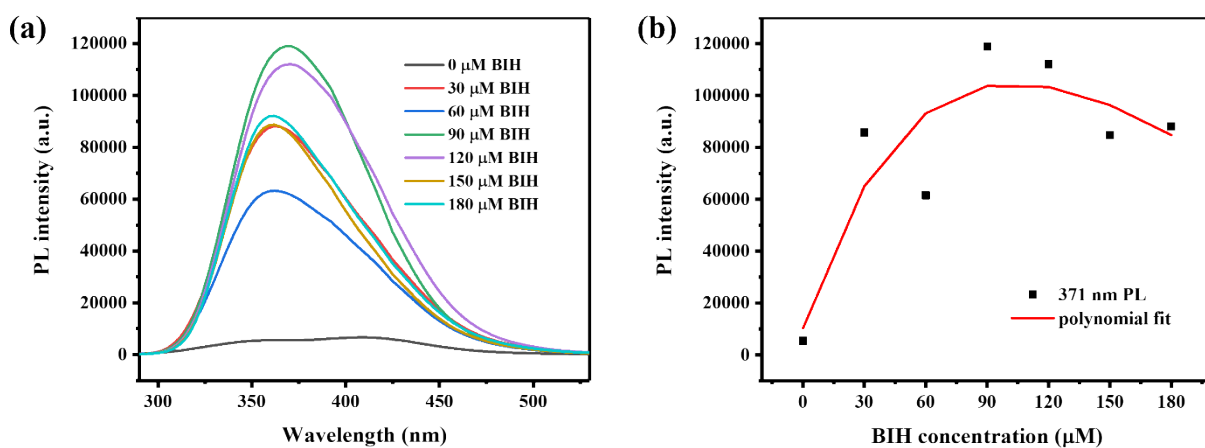 (a)
PL intensity (a.u.)
120000
100000
80000
60000
40000
20000
0
0 μM BIH
30 μM BIH
60 μM BIH
90 μM BIH
120 μM BIH
150 μM BIH
180 μM BIH
300 350 400 450 500
Wavelength (nm)
(b)
PL intensity (a.u.)
120000
100000
80000
60000
40000
20000
0
371 nm PL
polynomial fit
0 30 60 90 120 150 180
BIH concentration (μM)